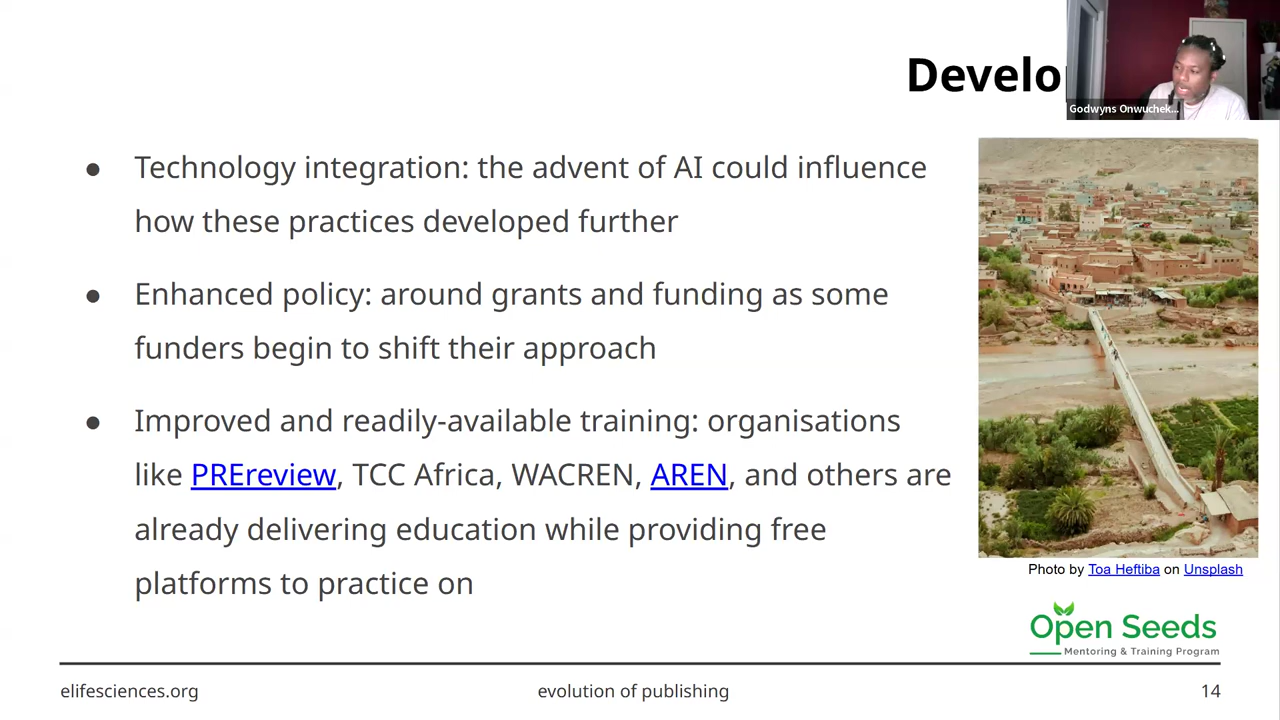 Develo
Godwyns Onwuchek...
● Technology integration: the advent of AI could influence
how these practices developed further
● Enhanced policy: around grants and funding as some
funders begin to shift their approach
● Improved and readily-available training: organisations
like PREreview, TCC Africa, WACREN, AREN, and others are
already delivering education while providing free
platforms to practice on
Photo by Toa Heftiba on Unsplash
Open Seeds
Mentoring & Training Program
elifesciences.org
evolution of publishing
14